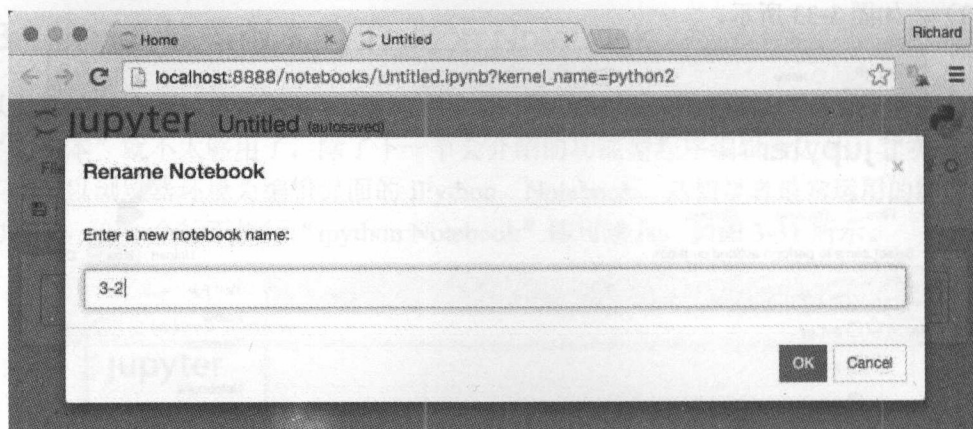 Home
Untitled
Richard
localhost:8888/notebooks/Untitled.ipynb?kernel_name=python2
jupyter Untitled (autosaved)
File
Rename Notebook
Enter a new notebook name:
3-2
OK Cancel